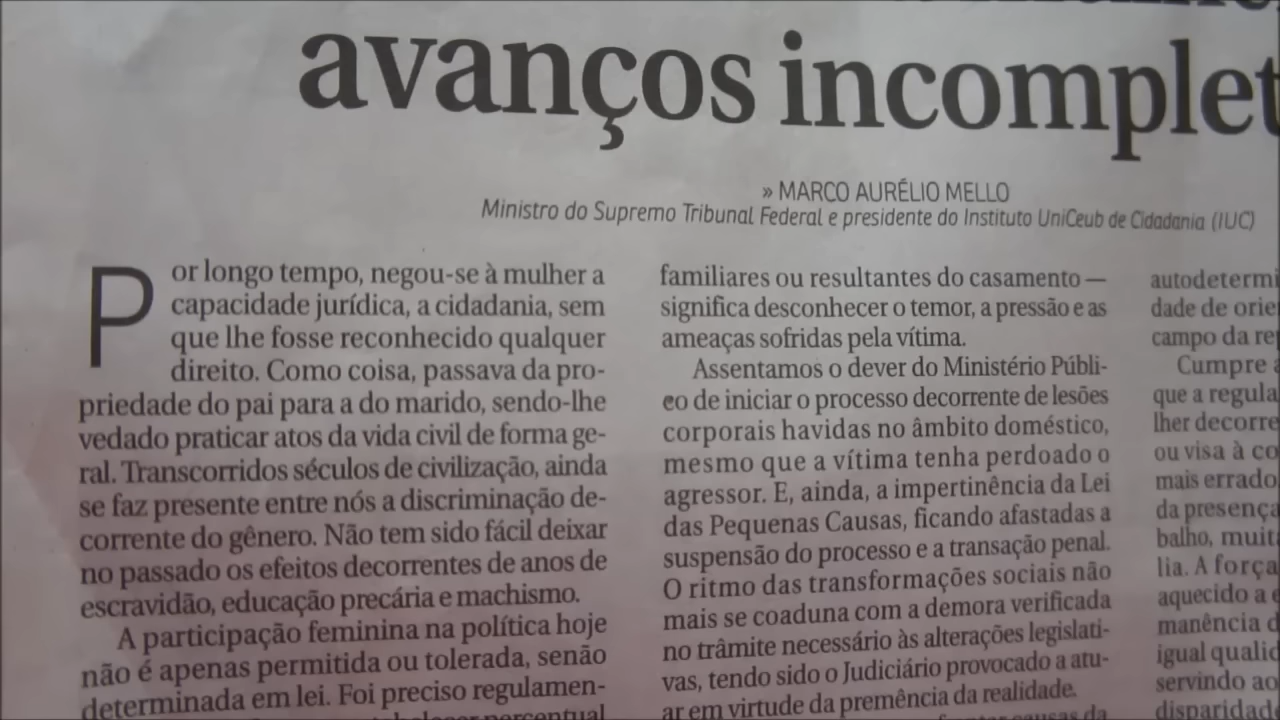 avanços incomplet
» MARCO AURÉLIO MELLO
Ministro do Supremo Tribunal Federal e presidente do Instituto UniCeub de Cidadania (IUC)
Por longo tempo, negou-se à mulher a
capacidade jurídica, a cidadania, sem
que lhe fosse reconhecido qualquer
direito. Como coisa, passava da pro-
priedade do pai para a do marido, sendo-lhe
vedado praticar atos da vida civil de forma ge-
ral. Transcorridos séculos de civilização, ainda
se faz presente entre nós a discriminação de-
corrente do gênero. Não tem sido fácil deixar
no passado os efeitos decorrentes de anos de
escravidão, educação precária e machismo.
A participação feminina na política hoje
não é apenas permitida ou tolerada, senão
determinada em lei. Foi preciso regulamen-
percentual
familiares ou resultantes do casamento —
significa desconhecer o temor, a pressão e as
ameaças sofridas pela vítima.
Assentamos o dever do Ministério Públi-
co de iniciar o processo decorrente de lesões
corporais havidas no âmbito doméstico,
mesmo que a vítima tenha perdoado o
agressor. E, ainda, a impertinência da Lei
das Pequenas Causas, ficando afastadas a
suspensão do processo e a transação penal.
O ritmo das transformações sociais não
mais se coaduna com a demora verificada
no trâmite necessário às alterações legislati-
vas, tendo sido o Judiciário provocado a atu-
ar em virtude da premência da realidade.
causas da
autodetermi
dade de orie
campo da re
Cumpre a
que a regula
lher decorre
ou visa à co
mais errado
da presença
balho, muit
lia. A força
aquecido a e
manência d
igual qualid
servindo ao
disparidad